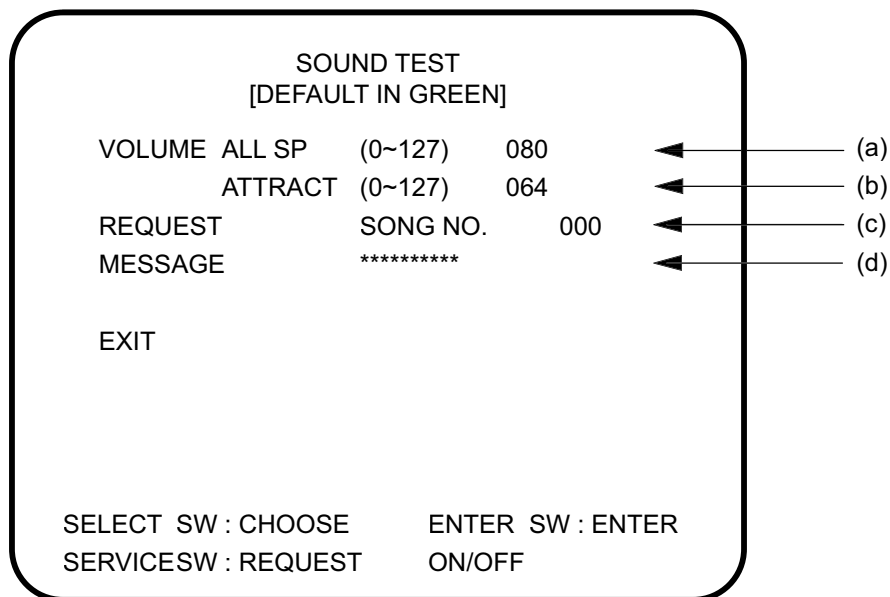 SOUND TEST
[DEFAULT IN GREEN]
VOLUME ALL SP (0~127) 080 (a)
ATTRACT (0~127) 064 (b)
REQUEST SONG NO. 000 (c)
MESSAGE ********** (d)
EXIT
SELECT SW : CHOOSE ENTER SW : ENTER
SERVICESW : REQUEST ON/OFF